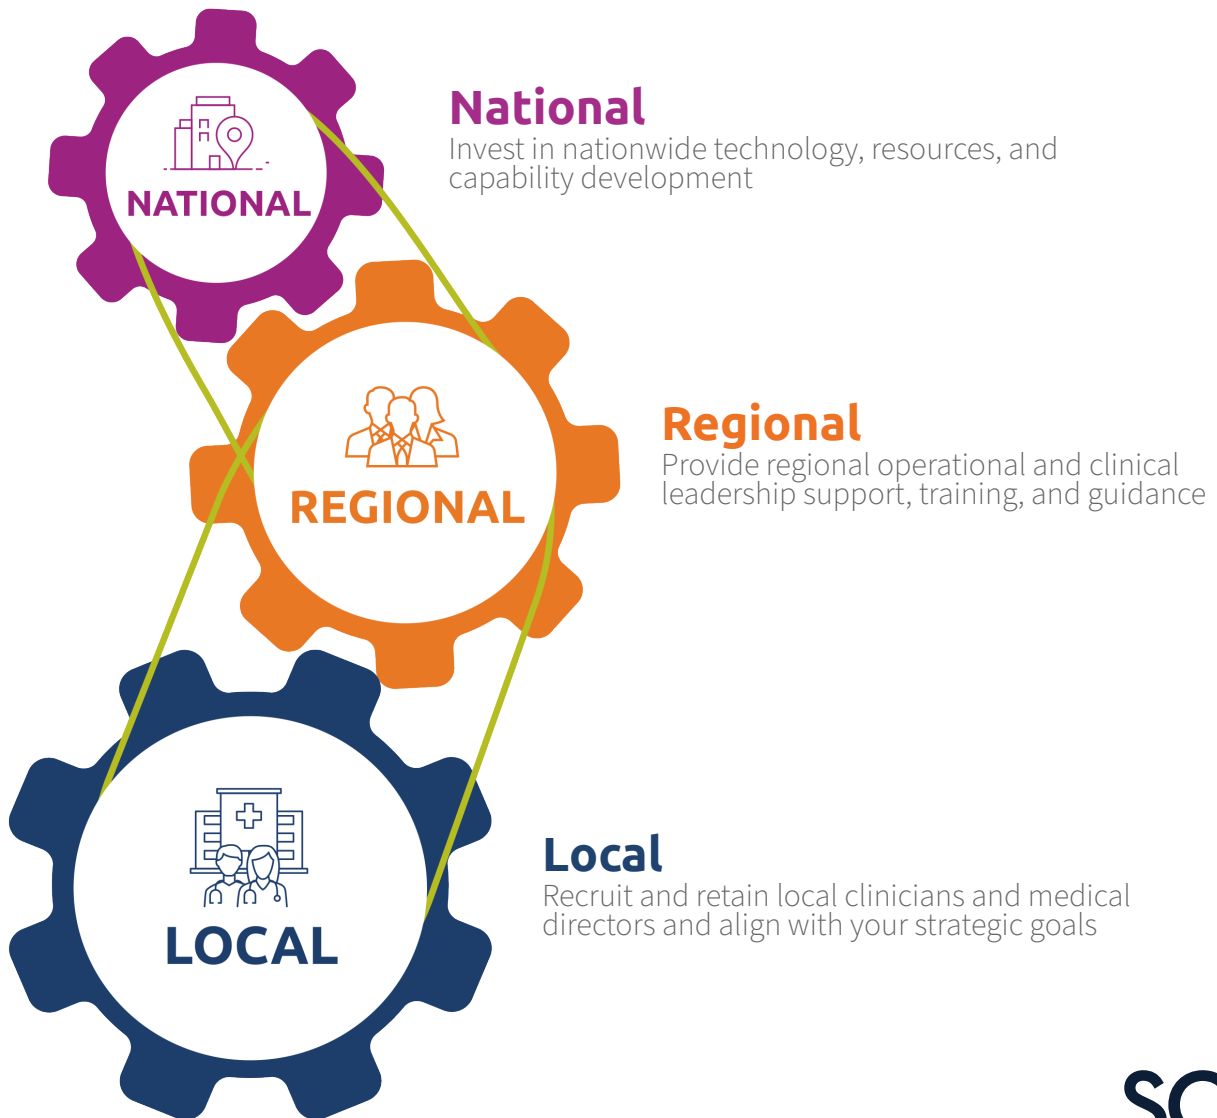 NATIONAL
National
Invest in nationwide technology, resources, and
capability development
REGIONAL
Regional
Provide regional operational and clinical
leadership support, training, and guidance
LOCAL
Local
Recruit and retain local clinicians and medical
directors and align with your strategic goals